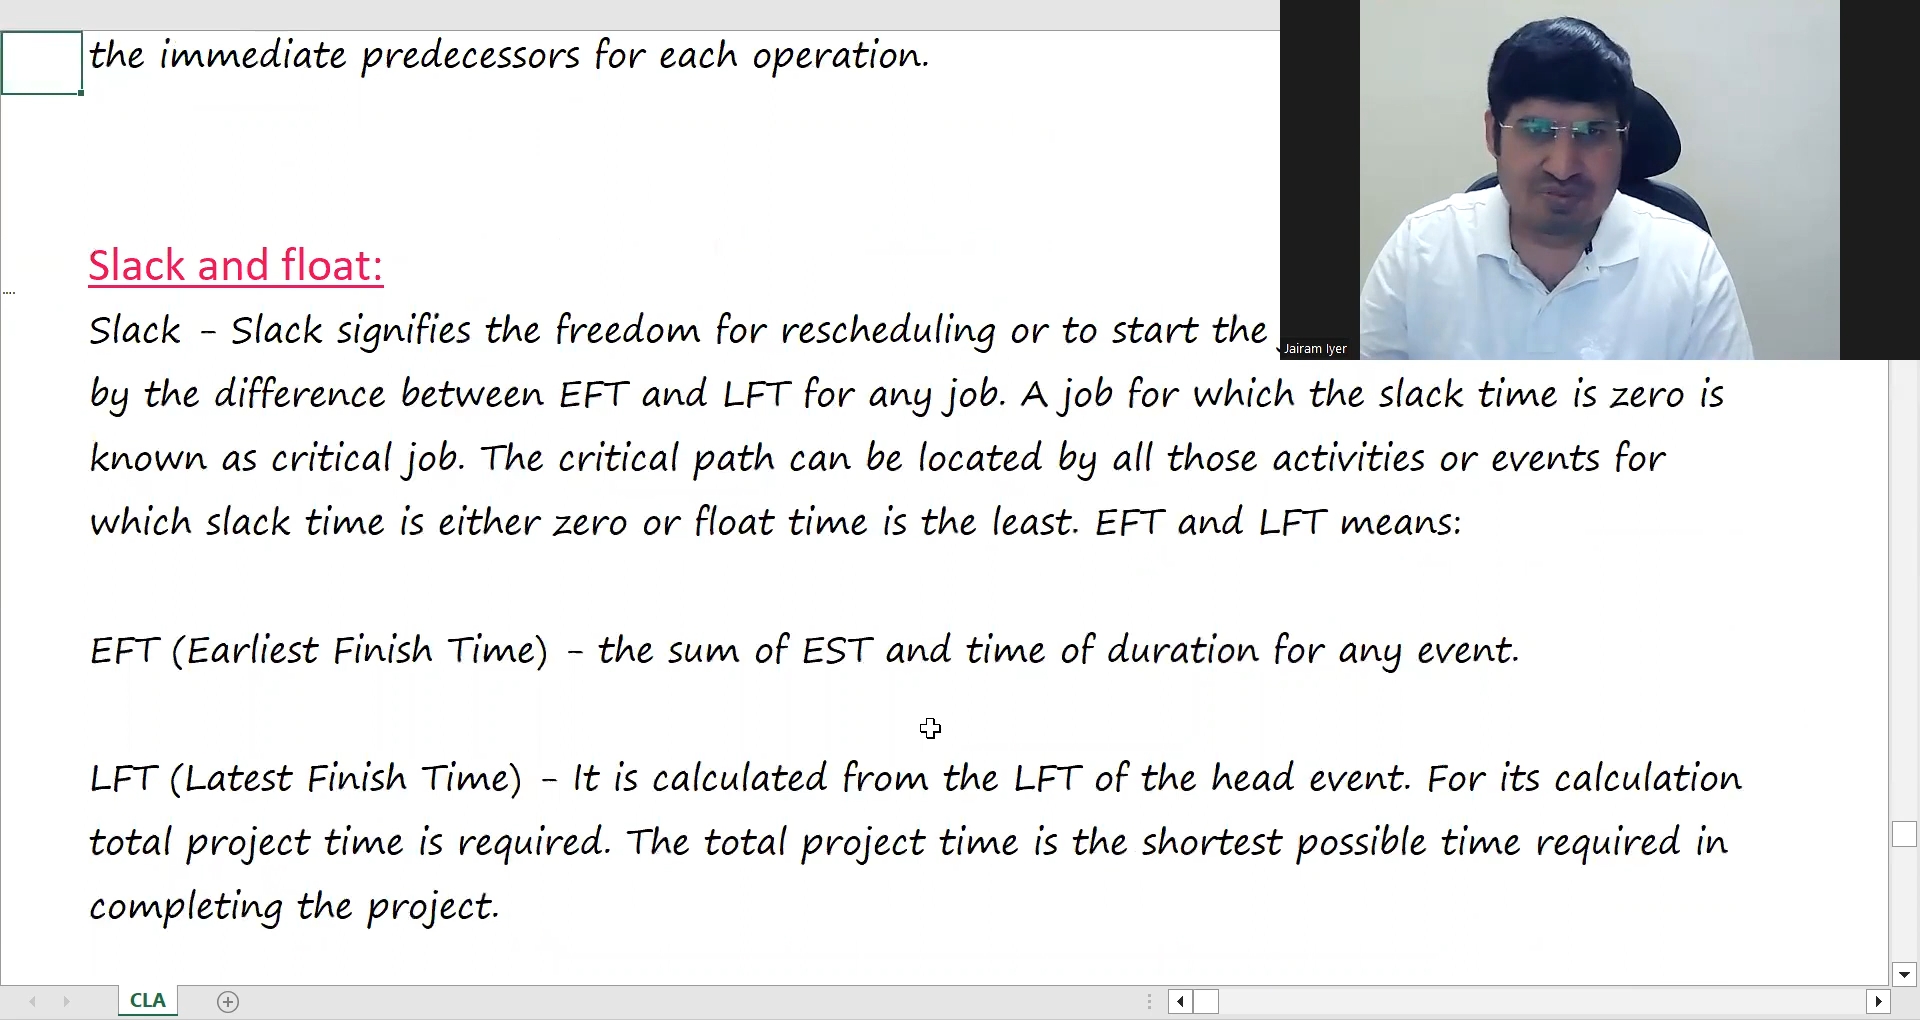 the immediate predecessors for each operation.
Slack and float:
Slack - Slack signifies the freedom for rescheduling or to start the
Jairam Iyer
by the difference between EFT and LFT for any job. A job for which the slack time is zero is
known as critical job. The critical path can be located by all those activities or events for
which slack time is either zero or float time is the least. EFT and LFT means:
EFT (Earliest Finish Time) - the sum of EST and time of duration for any event.
LFT (Latest Finish Time) - It is calculated from the LFT of the head event. For its calculation
total project time is required. The total project time is the shortest possible time required in
completing the project.
CLA